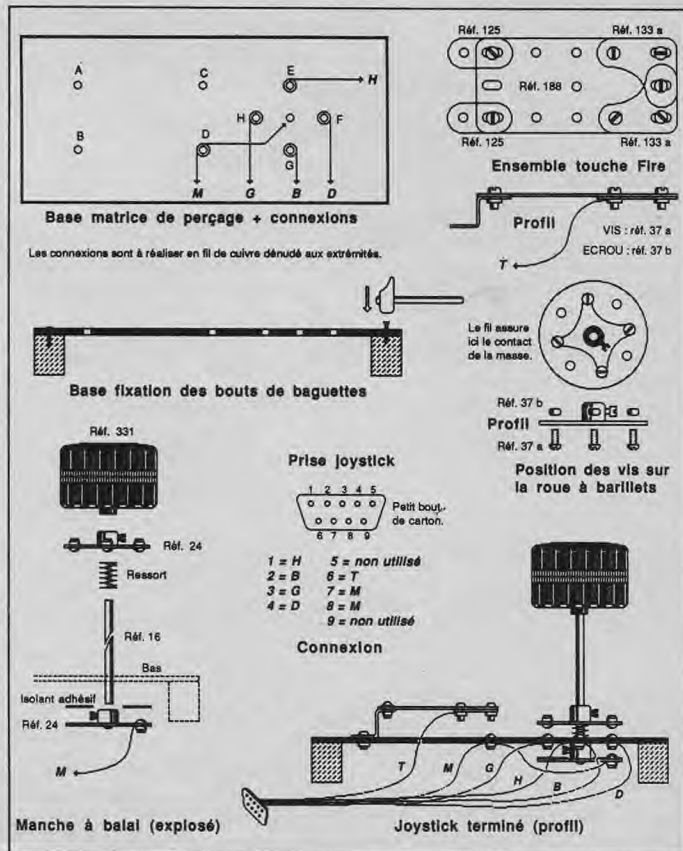 A
C
E
H
H
F
B
D
G
M
G
B
D
Base matrice de perçage + connexions
Les connexions sont à réaliser en fil de cuivre dénudé aux extrémités.
Réf. 125
Réf. 133 a
Réf. 188
Réf. 125
Réf. 133 a
Ensemble touche Fire
Profil
VIS : réf. 37 a
ECROU : réf. 37 b
T
Base fixation des bouts de baguettes
Le fil assure
ici le contact
de la masse.
Réf. 37 b
Profil
Réf. 37 a
Position des vis sur
la roue à barillets
Réf. 331
Réf. 24
Ressort
Réf. 16
Bas
Isolant adhésif
Réf. 24
M
Manche à balai (explosé)
Prise joystick
1 2 3 4 5
6 7 8 9
Petit bout
de carton.
1 = H 5 = non utilisé
2 = B 6 = T
3 = G 7 = M
4 = D 8 = M
9 = non utilisé
Connexion
T
M
G
H
B
D
Joystick terminé (profil)